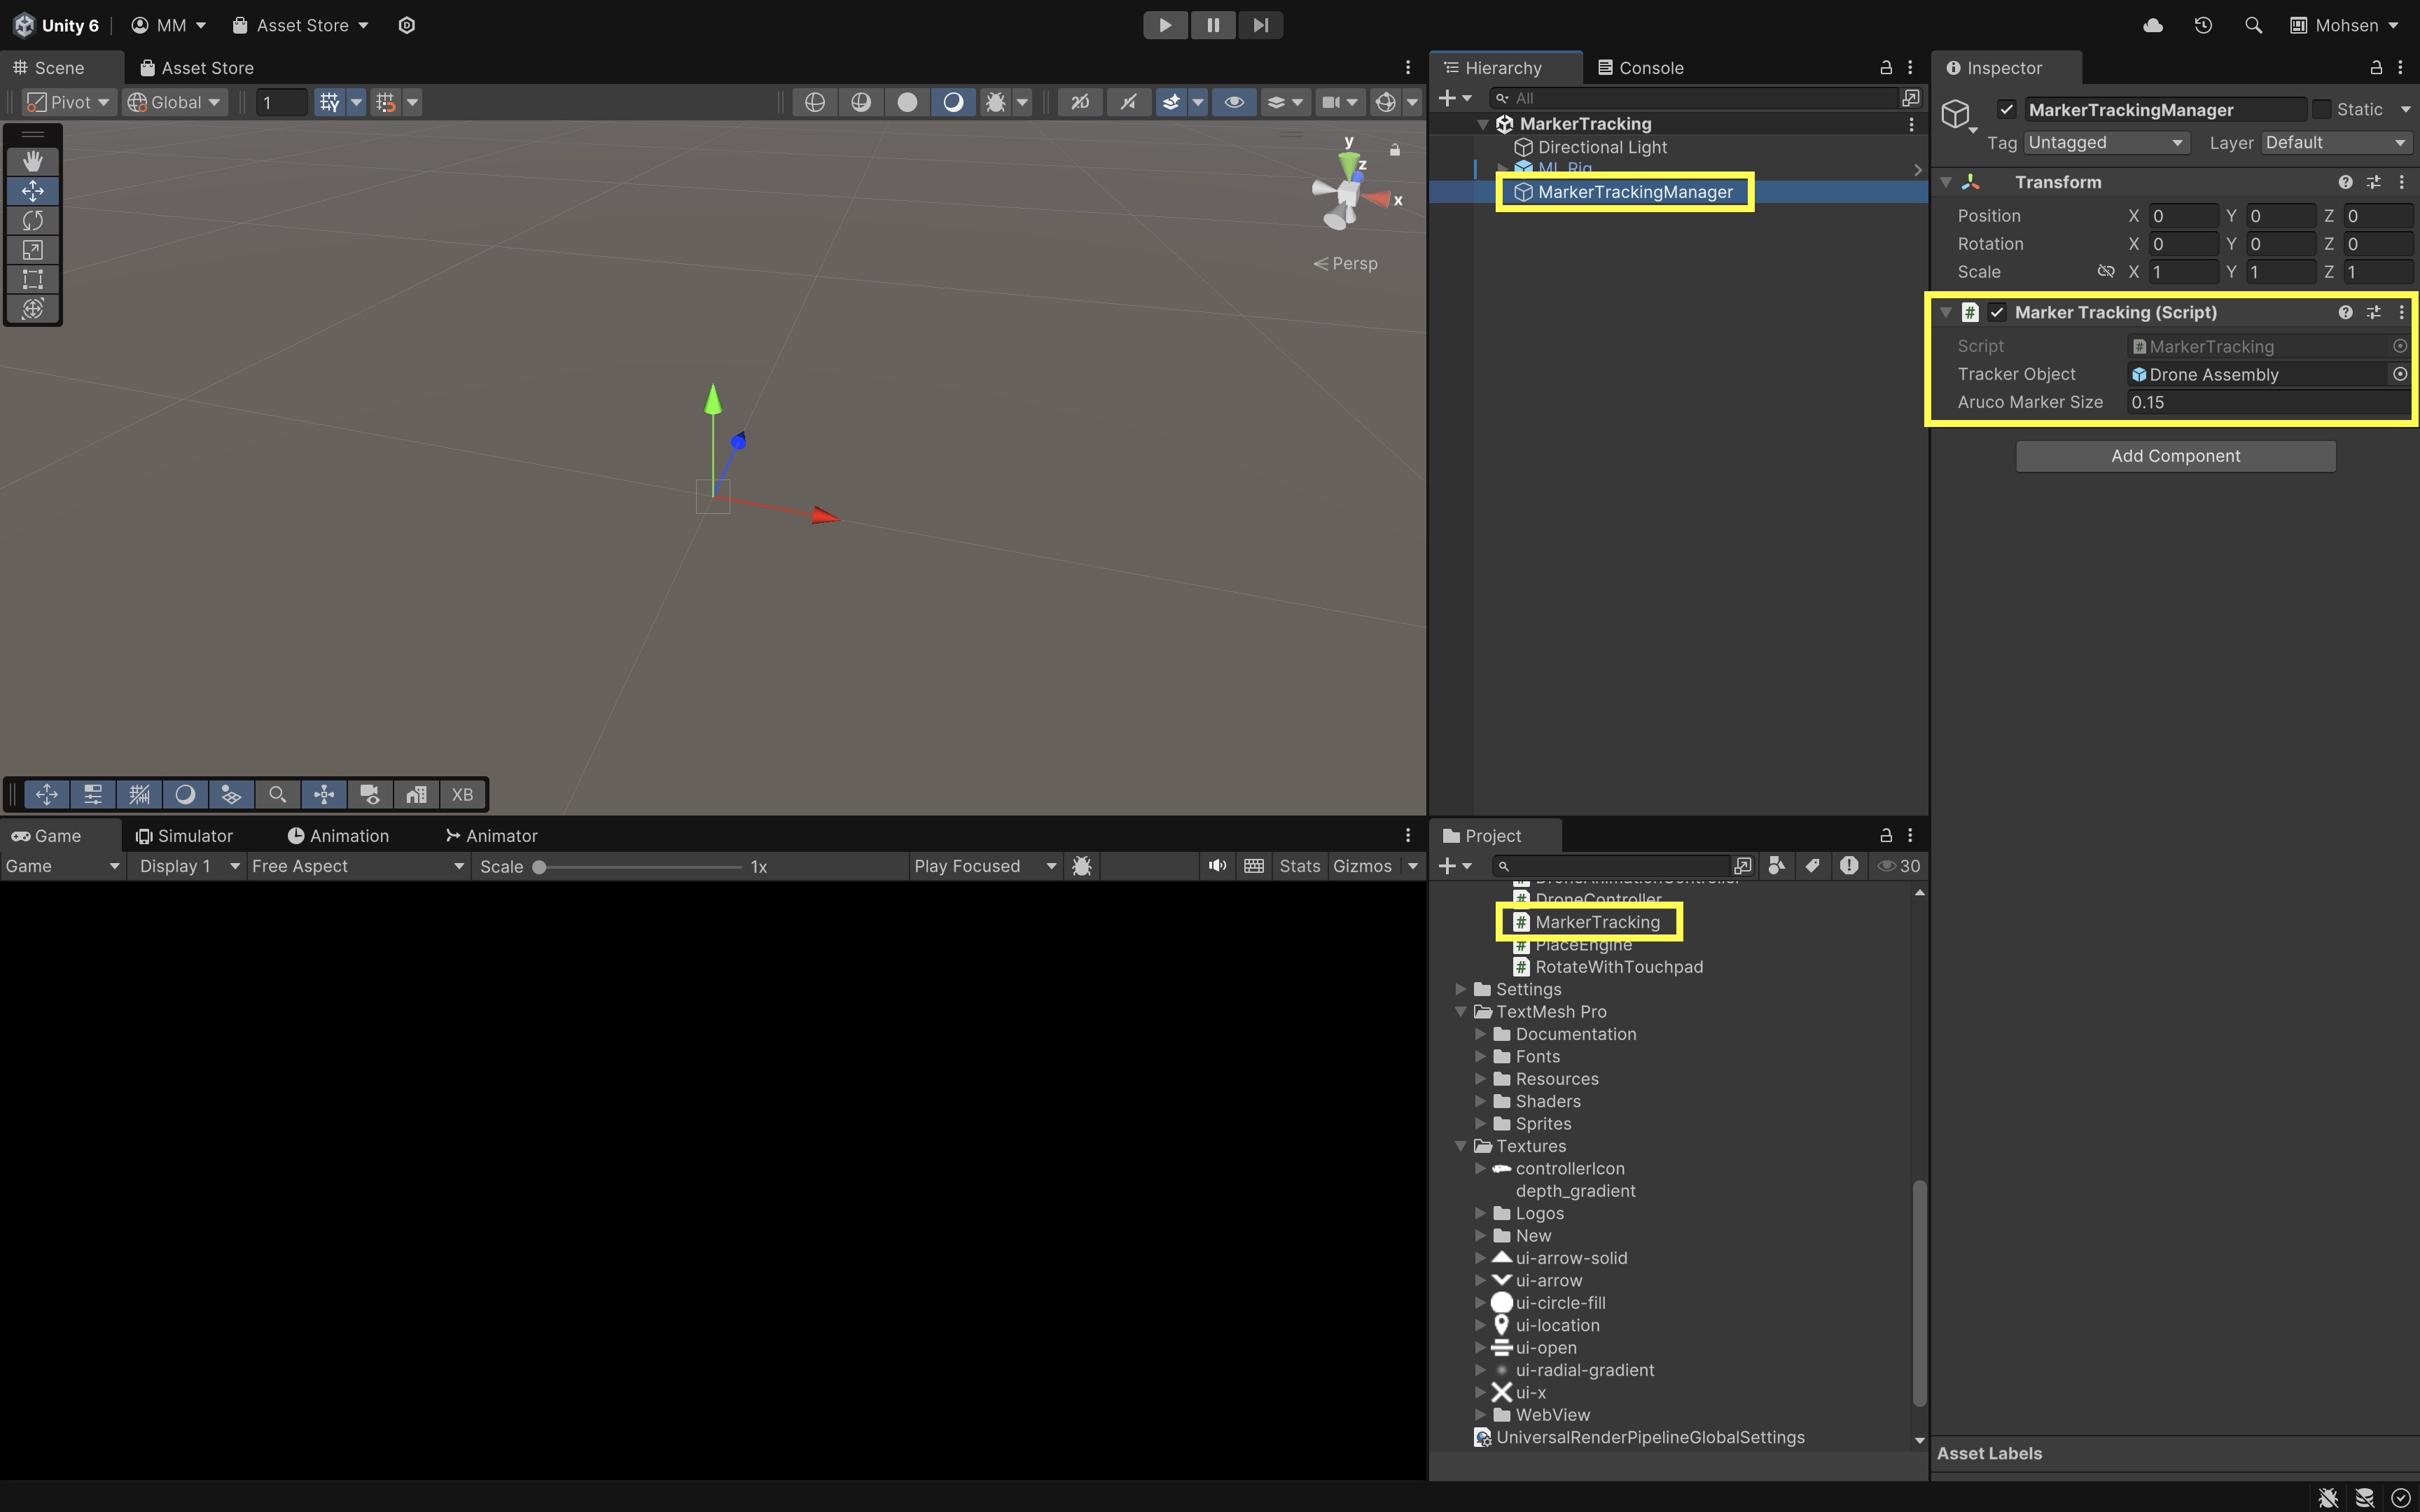 Unity 6 MM Asset Store Mohsen
Scene Asset Store
Pivot Global 1 2D
y
z
x
Persp
XB
Hierarchy Console
All
MarkerTracking
Directional Light
ML Rig
MarkerTrackingManager
Inspector
MarkerTrackingManager Static
Tag Untagged Layer Default
Transform
Position X 0 Y 0 Z 0
Rotation X 0 Y 0 Z 0
Scale X 1 Y 1 Z 1
# Marker Tracking (Script)
Script # MarkerTracking
Tracker Object Drone Assembly
Aruco Marker Size 0.15
Add Component
Game Simulator Animation Animator
Game Display 1 Free Aspect Scale 1x Play Focused Stats Gizmos
Project
30
DroneAnimationController
# DroneController
# MarkerTracking
# PlaceEngine
# RotateWithTouchpad
Settings
TextMesh Pro
Documentation
Fonts
Resources
Shaders
Sprites
Textures
controllerIcon
depth_gradient
Logos
New
ui-arrow-solid
ui-arrow
ui-circle-fill
ui-location
ui-open
ui-radial-gradient
ui-x
WebView
UniversalRenderPipelineGlobalSettings
Asset Labels